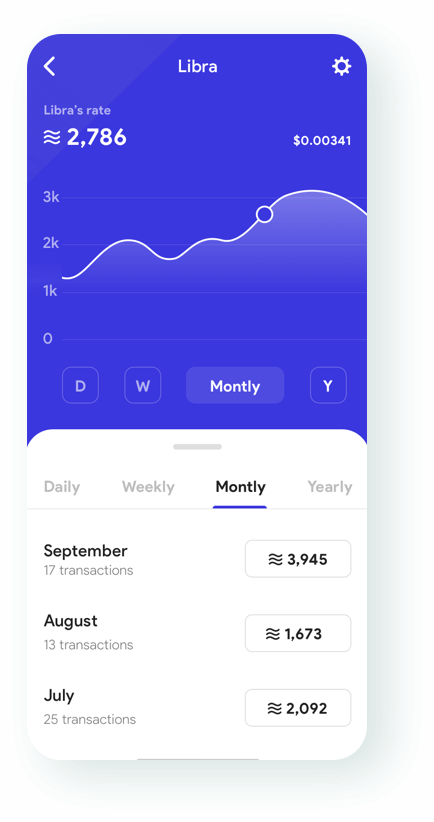 Libra
Libra's rate
≋ 2,786
$0.00341
3k
2k
1k
0
D W Montly Y
Daily Weekly Montly Yearly
September
17 transactions
≋ 3,945
August
13 transactions
≋ 1,673
July
25 transactions
≋ 2,092